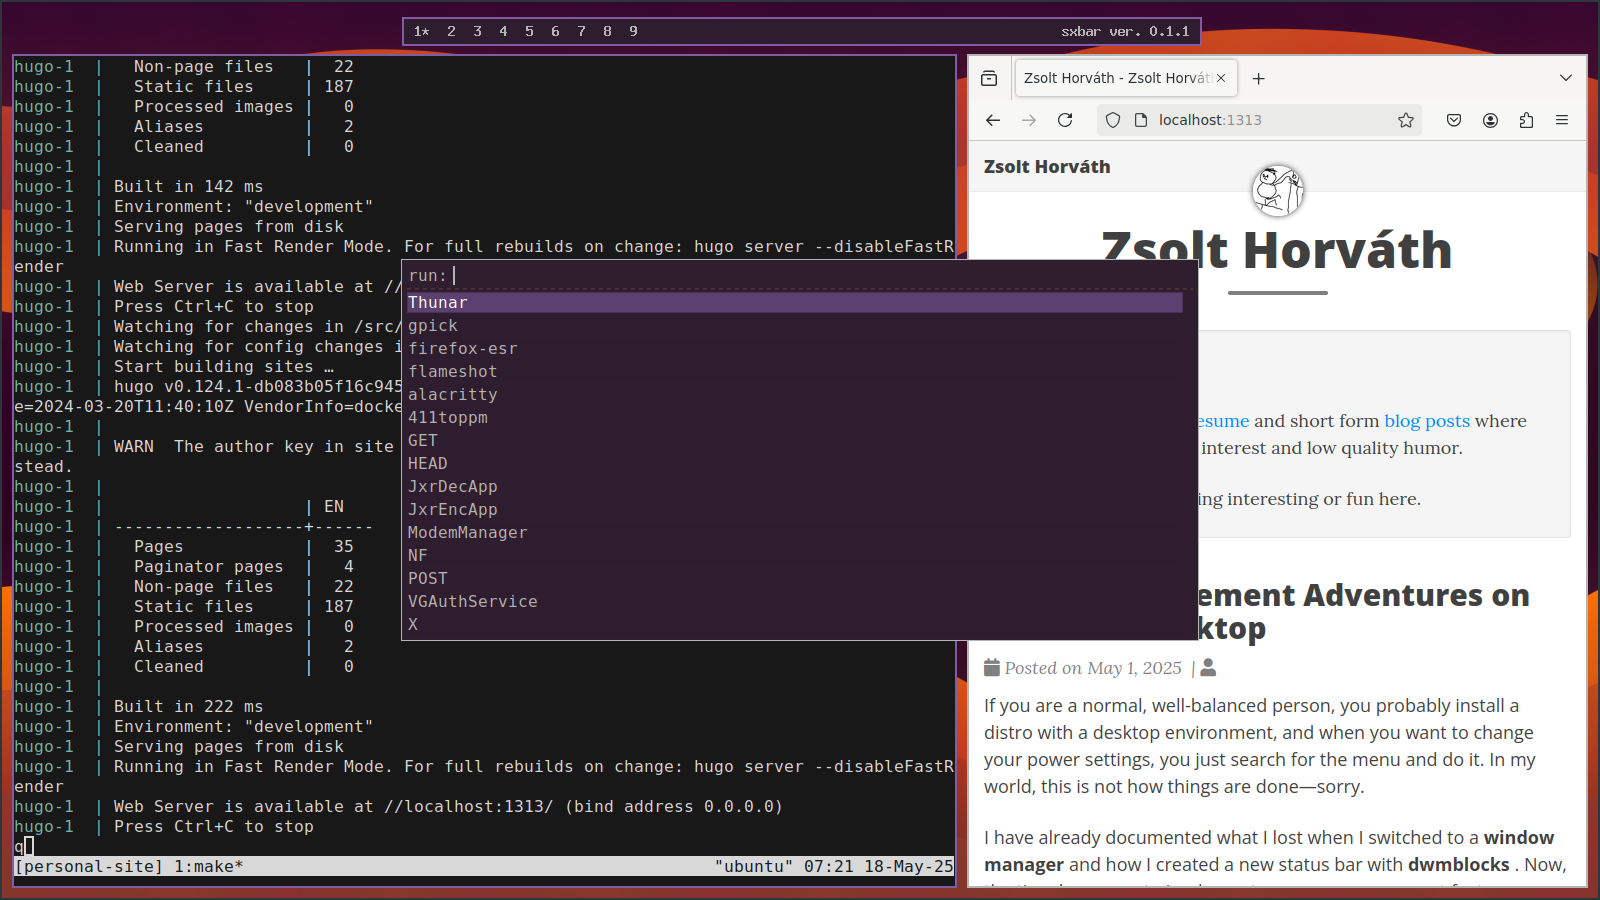 1* 2 3 4 5 6 7 8 9 sxbar ver. 0.1.1
hugo-1 | Non-page files | 22
hugo-1 | Static files | 187
hugo-1 | Processed images | 0
hugo-1 | Aliases | 2
hugo-1 | Cleaned | 0
hugo-1 |
hugo-1 | Built in 142 ms
hugo-1 | Environment: "development"
hugo-1 | Serving pages from disk
hugo-1 | Running in Fast Render Mode. For full rebuilds on change: hugo server --disableFastR
ender
hugo-1 | Web Server is available at //
hugo-1 | Press Ctrl+C to stop
hugo-1 | Watching for changes in /src/
hugo-1 | Watching for config changes i
hugo-1 | Start building sites …
hugo-1 | hugo v0.124.1-db083b05f16c945
e=2024-03-20T11:40:10Z VendorInfo=docke
hugo-1 |
hugo-1 | WARN The author key in site
stead.
hugo-1 |
hugo-1 | | EN
hugo-1 | -------------------+------
hugo-1 | Pages | 35
hugo-1 | Paginator pages | 4
hugo-1 | Non-page files | 22
hugo-1 | Static files | 187
hugo-1 | Processed images | 0
hugo-1 | Aliases | 2
hugo-1 | Cleaned | 0
hugo-1 |
hugo-1 | Built in 222 ms
hugo-1 | Environment: "development"
hugo-1 | Serving pages from disk
hugo-1 | Running in Fast Render Mode. For full rebuilds on change: hugo server --disableFastR
ender
hugo-1 | Web Server is available at //localhost:1313/ (bind address 0.0.0.0)
hugo-1 | Press Ctrl+C to stop
q
[personal-site] 1:make* "ubuntu" 07:21 18-May-25
run:
Thunar
gpick
firefox-esr
flameshot
alacritty
411toppm
GET
HEAD
JxrDecApp
JxrEncApp
ModemManager
NF
POST
VGAuthService
X
Zsolt Horváth - Zsolt Horvát
localhost:1313
Zsolt Horváth
Zsolt Horváth
esume and short form blog posts where
interest and low quality humor.
ing interesting or fun here.
ement Adventures on
ktop
Posted on May 1, 2025 |
If you are a normal, well-balanced person, you probably install a
distro with a desktop environment, and when you want to change
your power settings, you just search for the menu and do it. In my
world, this is not how things are done—sorry.
I have already documented what I lost when I switched to a window
manager and how I created a new status bar with dwmblocks . Now,